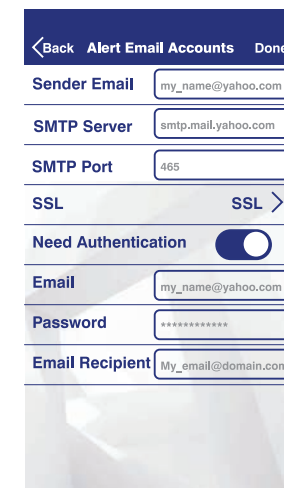 Back Alert Email Accounts Done
Sender Email my_name@yahoo.com
SMTP Server smtp.mail.yahoo.com
SMTP Port 465
SSL SSL
Need Authentication
Email my_name@yahoo.com
Password ************
Email Recipient My_email@domain.com